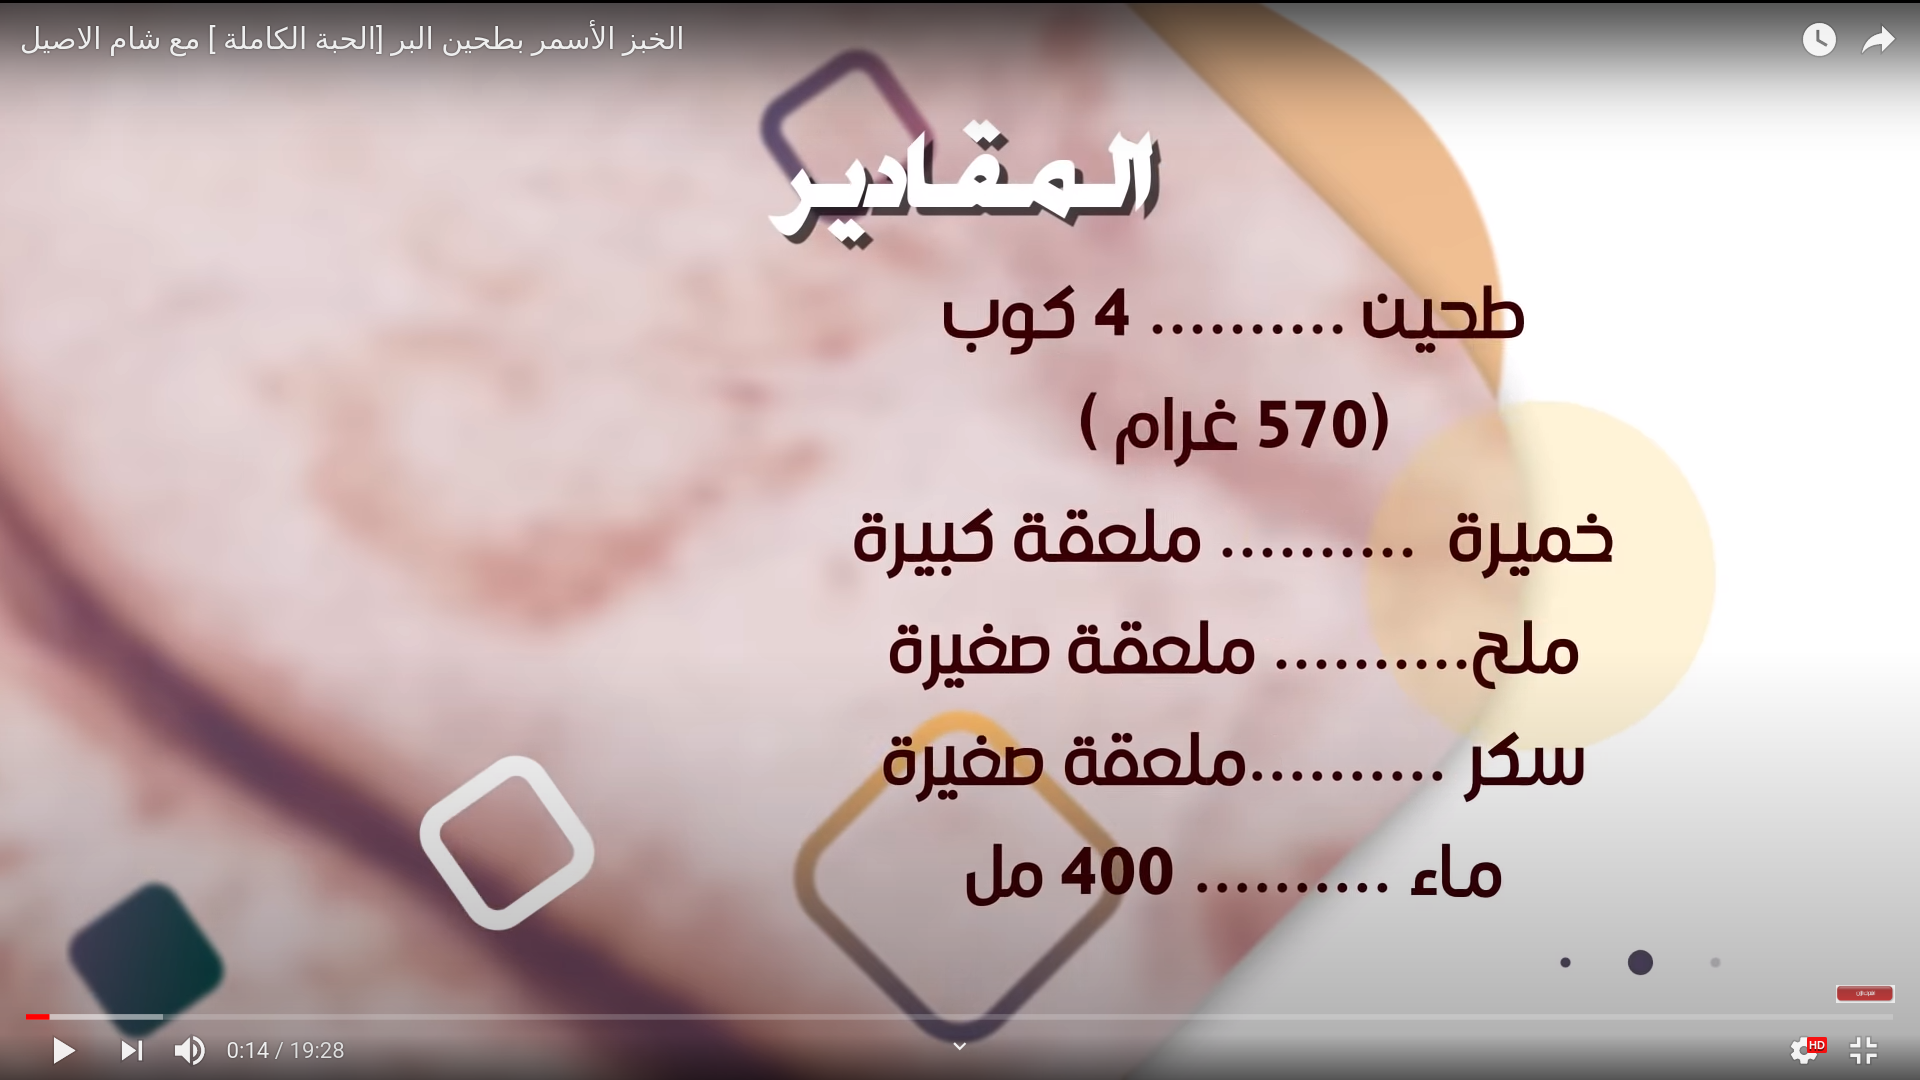 الخبز الأسمر بطحين البر [الحبة الكاملة ] مع شام الاصيل
المقادير
طحين .......... 4 كوب
(570 غرام )
خميرة .......... ملعقة كبيرة
ملح.......... ملعقة صغيرة
سكر ..........ملعقة صغيرة
ماء .......... 400 مل
0:14 / 19:28
HD